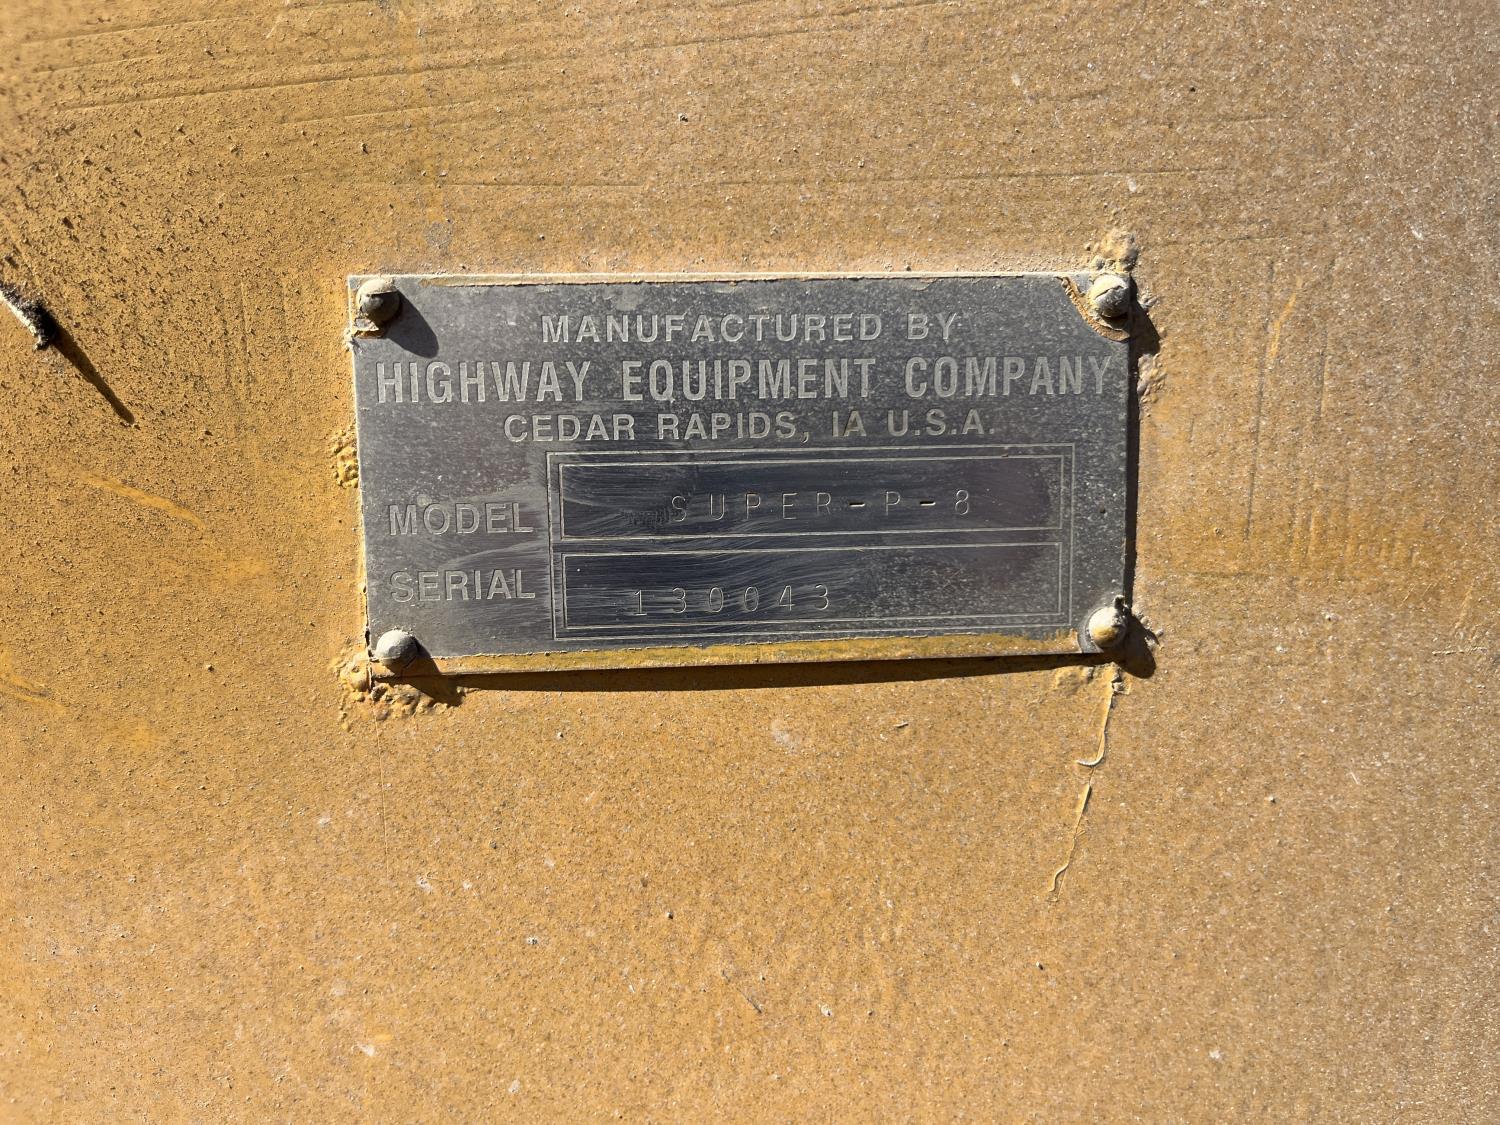 MANUFACTURED BY
HIGHWAY EQUIPMENT COMPANY
CEDAR RAPIDS, IA U.S.A.
MODEL SUPER-P-8
SERIAL 130043